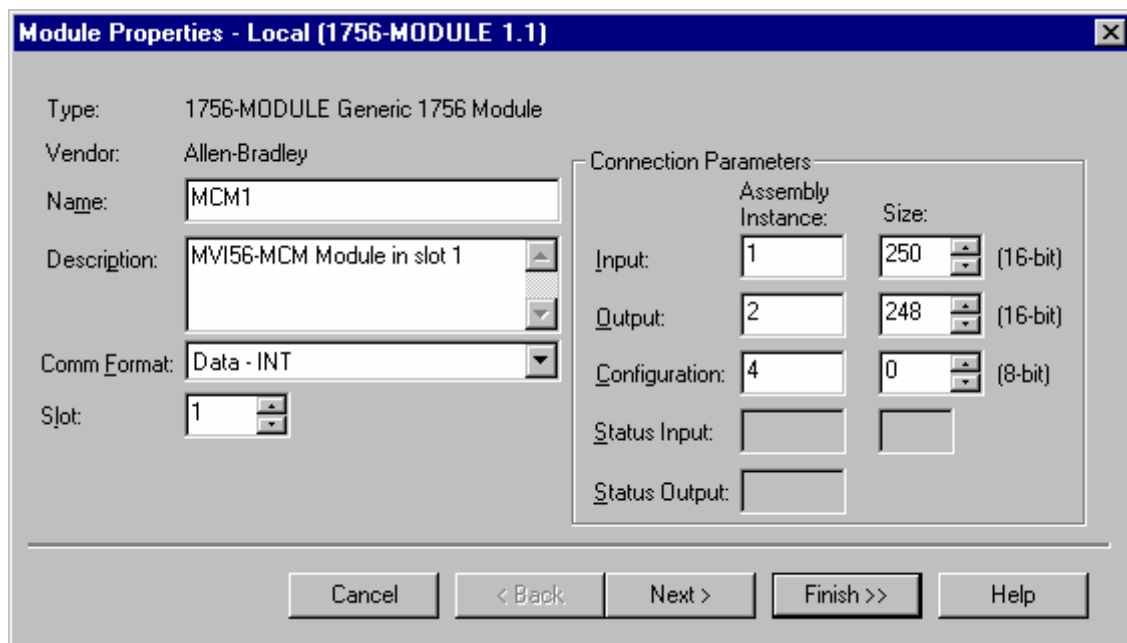 Module Properties - Local (1756-MODULE 1.1)
Type: 1756-MODULE Generic 1756 Module
Vendor: Allen-Bradley
Name: MCM1
Description: MVI56-MCM Module in slot 1
Comm Format: Data - INT
Slot: 1
Connection Parameters
Assembly
Instance: Size:
Input: 1 250 (16-bit)
Output: 2 248 (16-bit)
Configuration: 4 0 (8-bit)
Status Input:
Status Output:
Cancel < Back Next > Finish >> Help